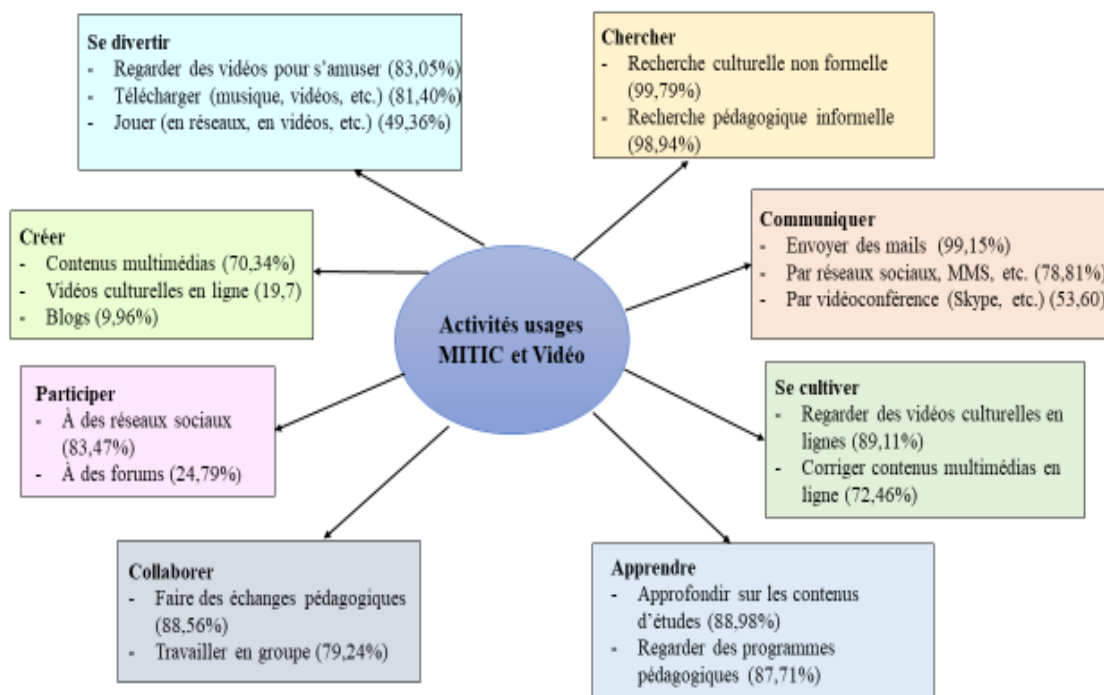 Se divertir
- Regarder des vidéos pour s'amuser (83,05%)
- Télécharger (musique, vidéos, etc.) (81,40%)
- Jouer (en réseaux, en vidéos, etc.) (49,36%)
Chercher
- Recherche culturelle non formelle
(99,79%)
- Recherche pédagogique informelle
(98,94%)
Créer
- Contenus multimédias (70,34%)
- Vidéos culturelles en ligne (19,7)
- Blogs (9,96%)
Communiquer
- Envoyer des mails (99,15%)
- Par réseaux sociaux, MMS, etc. (78,81%)
- Par vidéoconférence (Skype, etc.) (53,60)
Activités usages
MITIC et Vidéo
Participer
- À des réseaux sociaux
(83,47%)
- À des forums (24,79%)
Se cultiver
- Regarder des vidéos culturelles en
lignes (89,11%)
- Corriger contenus multimédias en
ligne (72,46%)
Collaborer
- Faire des échanges pédagogiques
(88,56%)
- Travailler en groupe (79,24%)
Apprendre
- Approfondir sur les contenus
d'études (88,98%)
- Regarder des programmes
pédagogiques (87,71%)